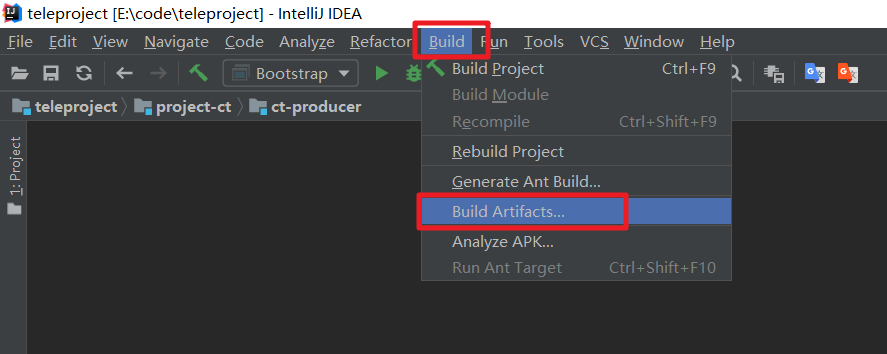 teleproject [E:\code\teleproject] - IntelliJ IDEA
File Edit View Navigate Code Analyze Refactor Build Run Tools VCS Window Help
Bootstrap
teleproject project-ct ct-producer
1: Project
Build Project Ctrl+F9
Build Module
Recompile Ctrl+Shift+F9
Rebuild Project
Generate Ant Build...
Build Artifacts...
Analyze APK...
Run Ant Target Ctrl+Shift+F10